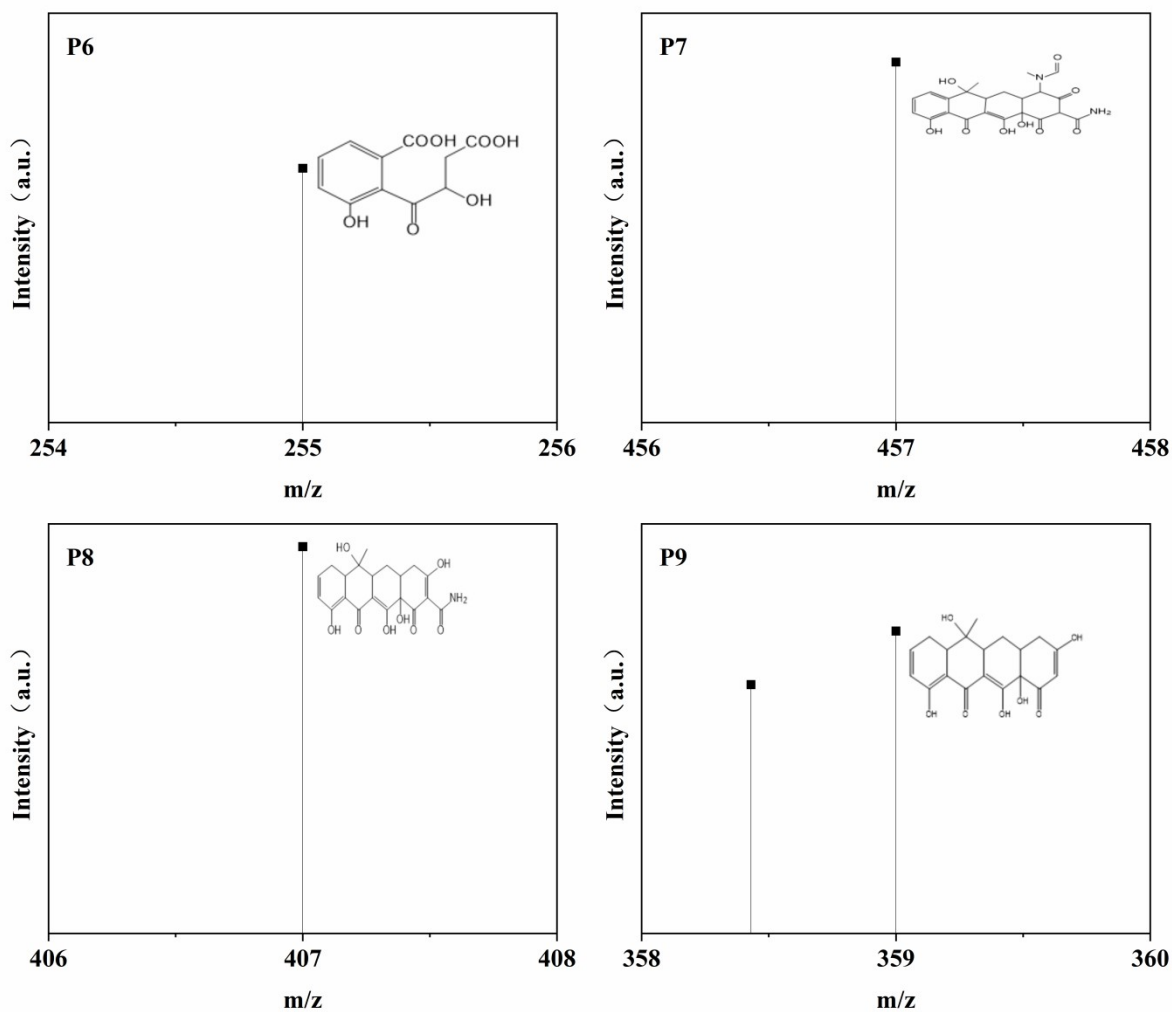 P6
Intensity（a.u.）
COOH
COOH
OH
OH
O
254
255
256
m/z
P7
Intensity（a.u.）
O
N
HO
O
NH₂
OH
O
OH
OH
O
O
456
457
458
m/z
P8
Intensity（a.u.）
HO
OH
NH₂
OH
OH
O
OH
O
O
406
407
408
m/z
P9
Intensity（a.u.）
HO
OH
OH
OH
O
OH
O
358
359
360
m/z